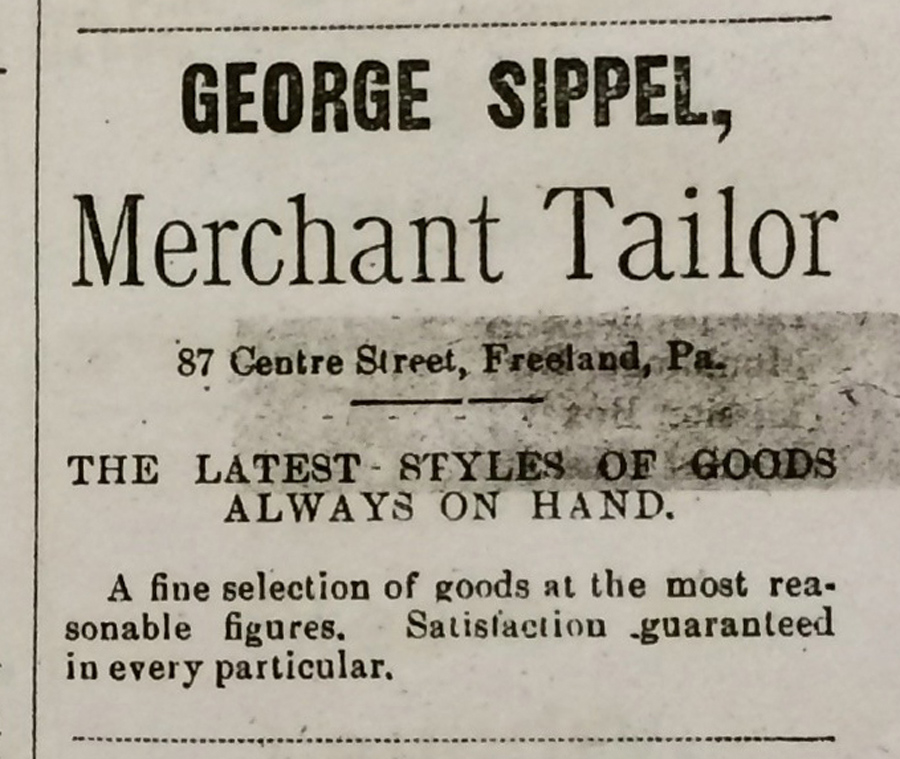 GEORGE SIPPEL,
Merchant Tailor
87 Centre Street, Freeland, Pa.
THE LATEST STYLES OF GOODS
ALWAYS ON HAND.
A fine selection of goods at the most rea-
sonable figures. Satisfaction guaranteed
in every particular.